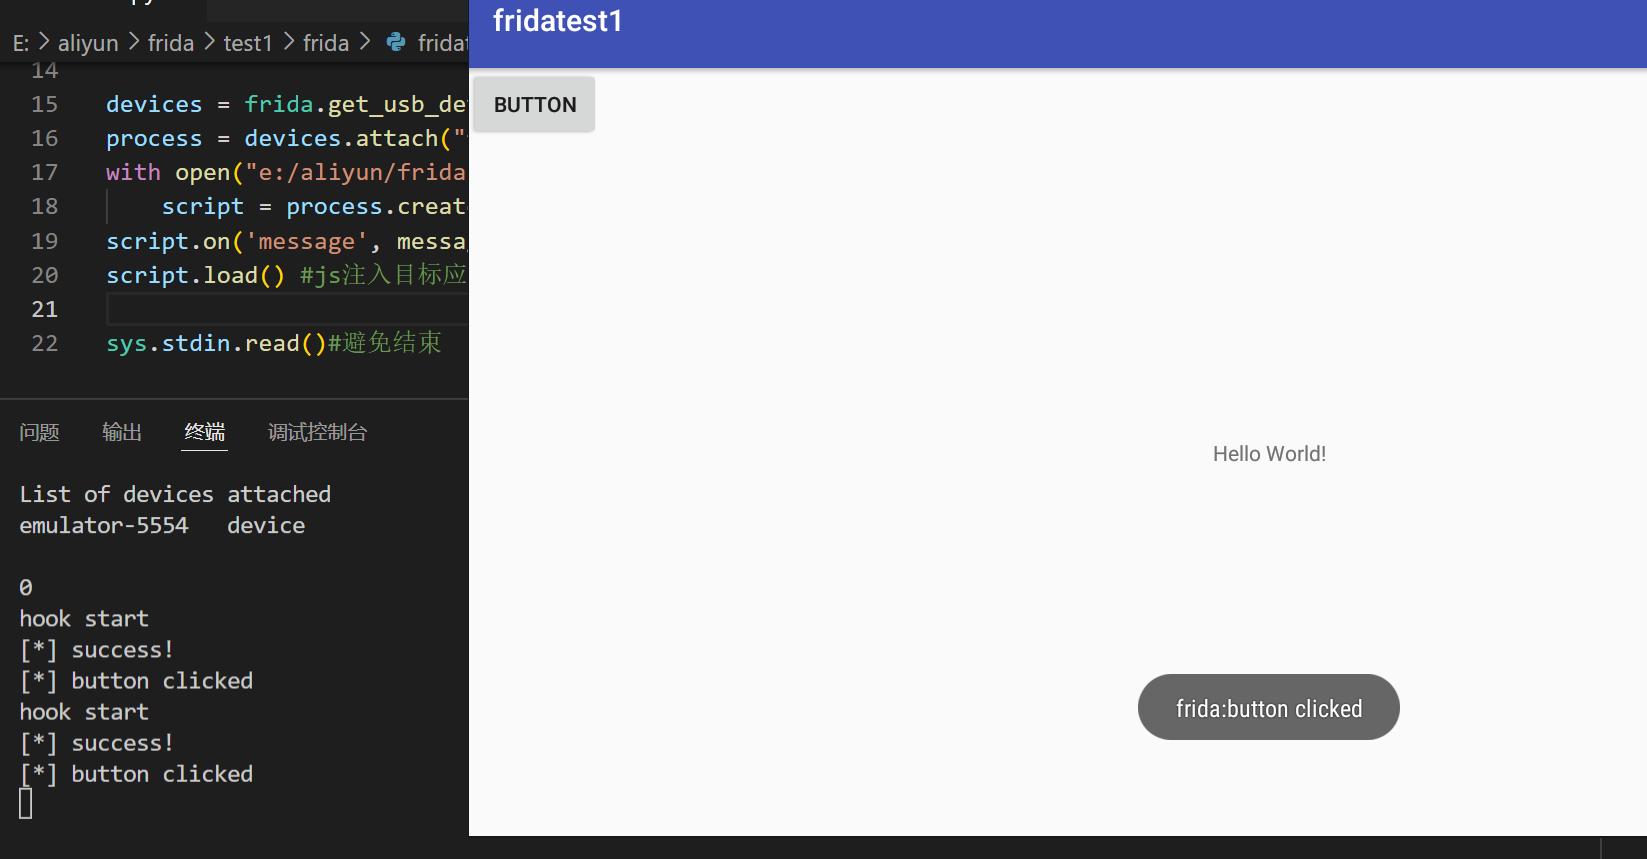 E: > aliyun > frida > test1 > frida >
14
15 devices = frida.get_usb_de
16 process = devices.attach("
17 with open("e:/aliyun/frida
18 script = process.creat
19 script.on('message', messa
20 script.load() #js注入目标应
21
22 sys.stdin.read()#避免结束
问题 输出 终端 调试控制台
List of devices attached
emulator-5554 device
0
hook start
[*] success!
[*] button clicked
hook start
[*] success!
[*] button clicked
fridatest1
BUTTON
Hello World!
frida:button clicked